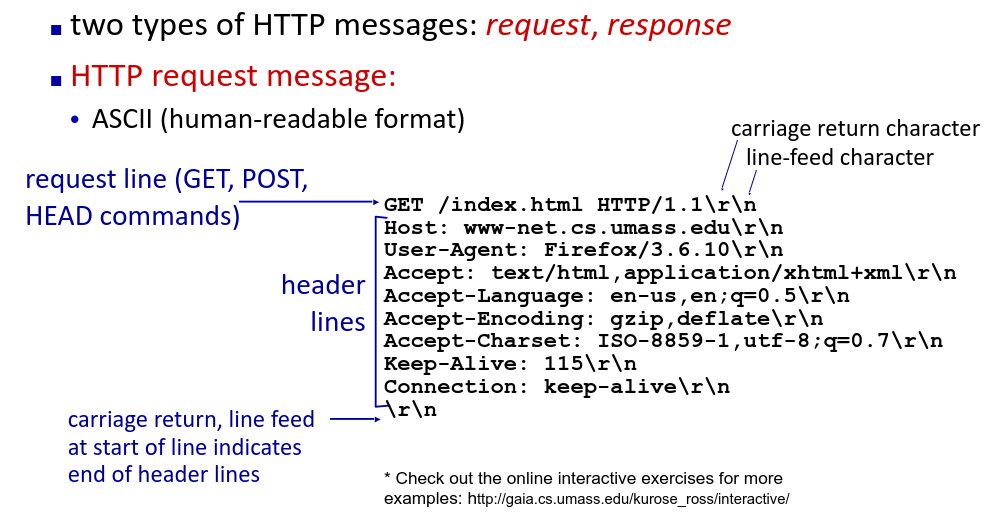 two types of HTTP messages: request, response
HTTP request message:
• ASCII (human-readable format)
carriage return character
line-feed character
request line (GET, POST,
HEAD commands)
GET /index.html HTTP/1.1\r\n
Host: www-net.cs.umass.edu\r\n
User-Agent: Firefox/3.6.10\r\n
Accept: text/html,application/xhtml+xml\r\n
Accept-Language: en-us,en;q=0.5\r\n
Accept-Encoding: gzip,deflate\r\n
Accept-Charset: ISO-8859-1,utf-8;q=0.7\r\n
Keep-Alive: 115\r\n
Connection: keep-alive\r\n
\r\n
header
lines
carriage return, line feed
at start of line indicates
end of header lines
* Check out the online interactive exercises for more
examples: http://gaia.cs.umass.edu/kurose_ross/interactive/